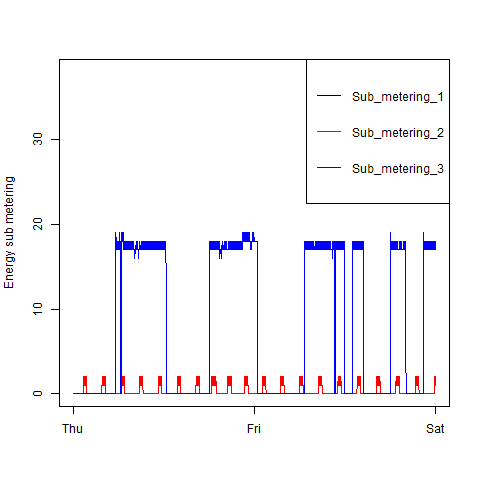 Sub_metering_1
Sub_metering_2
Sub_metering_3
Energy sub metering
30
20
10
0
Thu
Fri
Sat